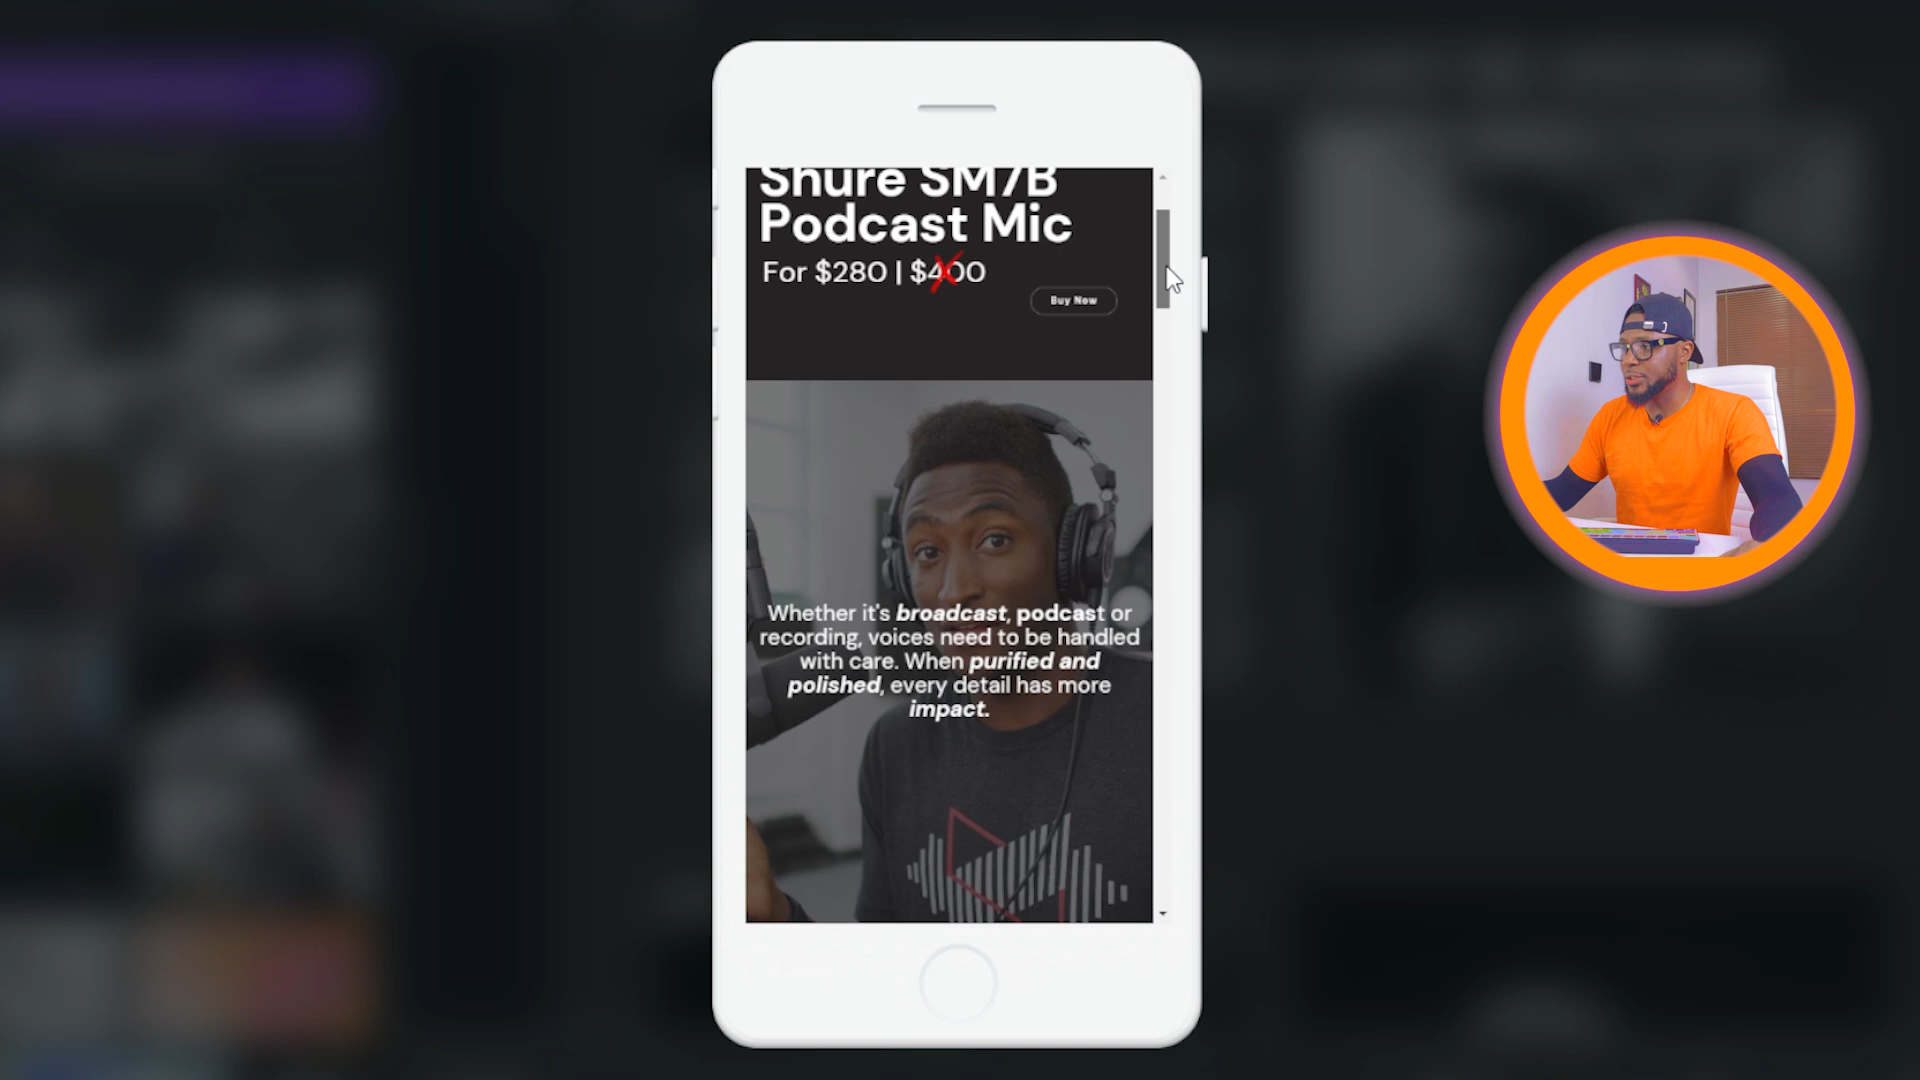 Shure SM7B
Podcast Mic
For $280 | $400
Buy Now
Whether it's broadcast, podcast or
recording, voices need to be handled
with care. When purified and
polished, every detail has more
impact.